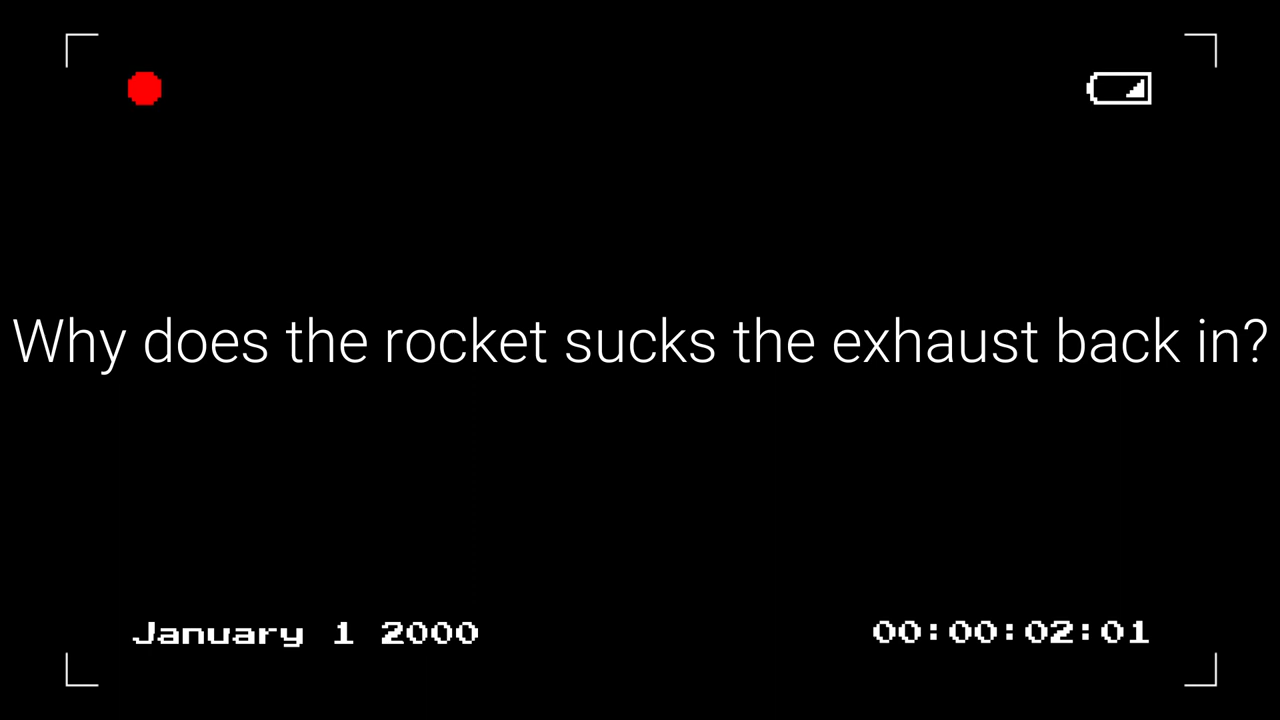 Why does the rocket sucks the exhaust back in?
January 1 2000
00:00:02:01